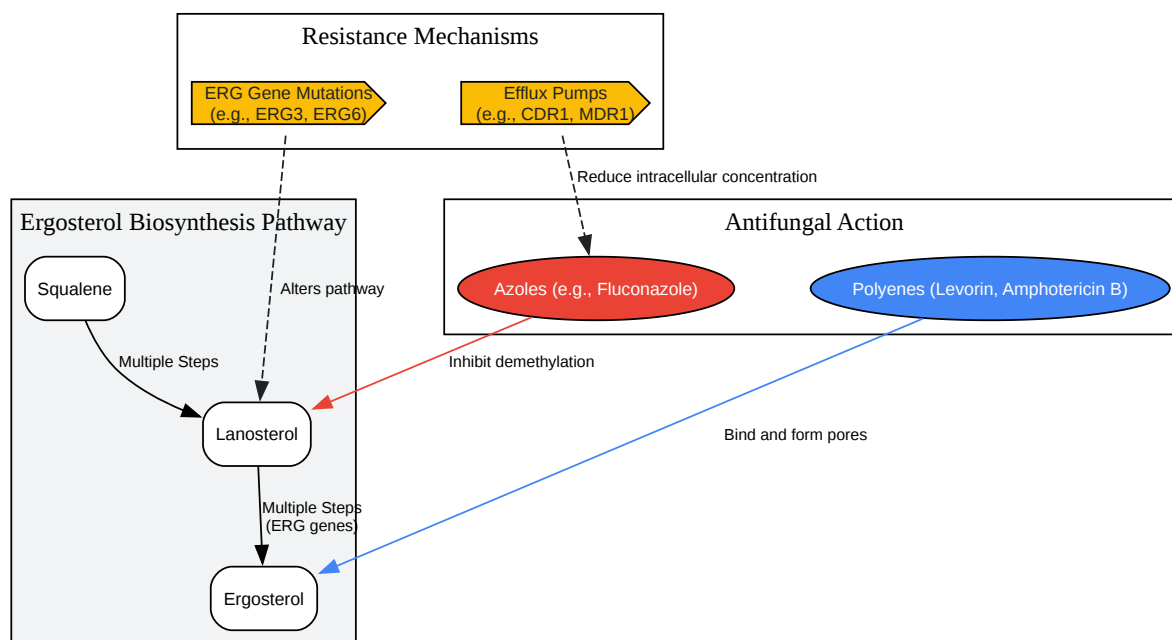 Resistance Mechanisms
ERG Gene Mutations
(e.g., ERG3, ERG6)
Efflux Pumps
(e.g., CDR1, MDR1)
Reduce intracellular concentration
Ergosterol Biosynthesis Pathway
Antifungal Action
Squalene
Alters pathway
Azoles (e.g., Fluconazole)
Polyenes (Levorin, Amphotericin B)
Multiple Steps
Inhibit demethylation
Lanosterol
Bind and form pores
Multiple Steps
(ERG genes)
Ergosterol